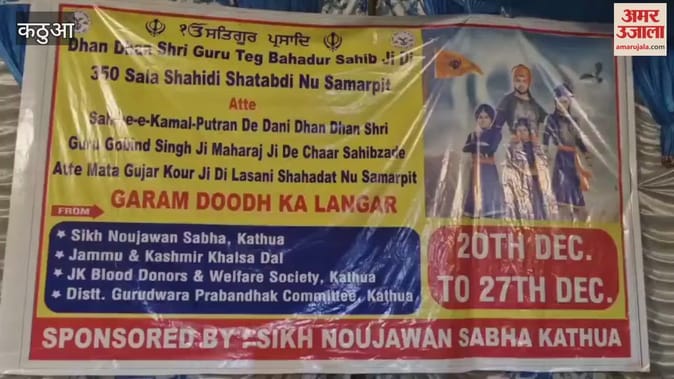 कठुआ
अमर उजाला
amarujala.com
ੴ ਸਤਿਗੁਰ ਪ੍ਰਸਾਦਿ
Dhan Dhan Shri Guru Teg Bahadur Sahib Ji Di
350 Sala Shahidi Shatabdi Nu Samarpit
Atte
Guru Gobind Singh Ji Maharaj Ji De Chaar Sahibzade
Atte Mata Gujar Kour Ji Di Lasani Shahadat Nu Samarpit
GARAM DOODH KA LANGAR
FROM
* Sikh Noujawan Sabha, Kathua
* Jammu & Kashmir Khalsa Dal
* JK Blood Donors & Welfare Society, Kathua
* Distt. Gurudwara Prabandhak Committee, Kathua
20TH DEC.
TO 27TH DEC.
SPONSORED BY : SIKH NOUJAWAN SABHA KATHUA